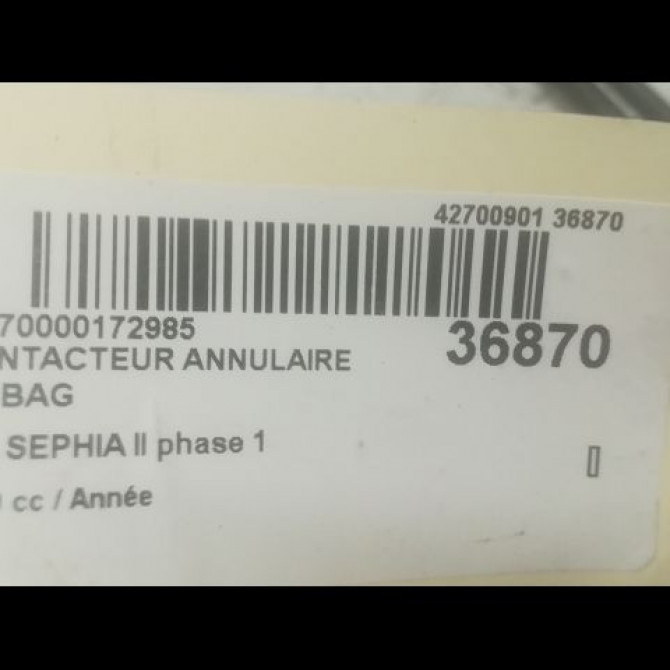 42700901 36870
70000172985
36870
NTACTEUR ANNULAIRE
BAG
SEPHIA II phase 1
cc / Année